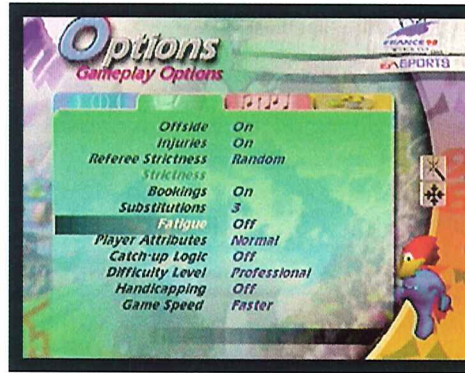 Options
Gameplay Options
FRANCE 98
EA SPORTS
Offside On
Injuries On
Referee Strictness Random
Strictness
Bookings On
Substitutions 3
Fatigue Off
Player Attributes Normal
Catch-up Logic Off
Difficulty Level Professional
Handicapping Off
Game Speed Faster